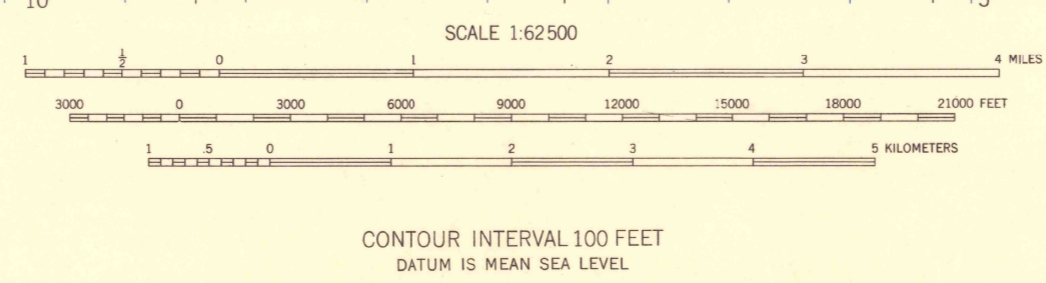 10 5
SCALE 1:62500
1 ½ 0 1 2 3 4 MILES
3000 0 3000 6000 9000 12000 15000 18000 21000 FEET
1 .5 0 1 2 3 4 5 KILOMETERS
CONTOUR INTERVAL 100 FEET
DATUM IS MEAN SEA LEVEL